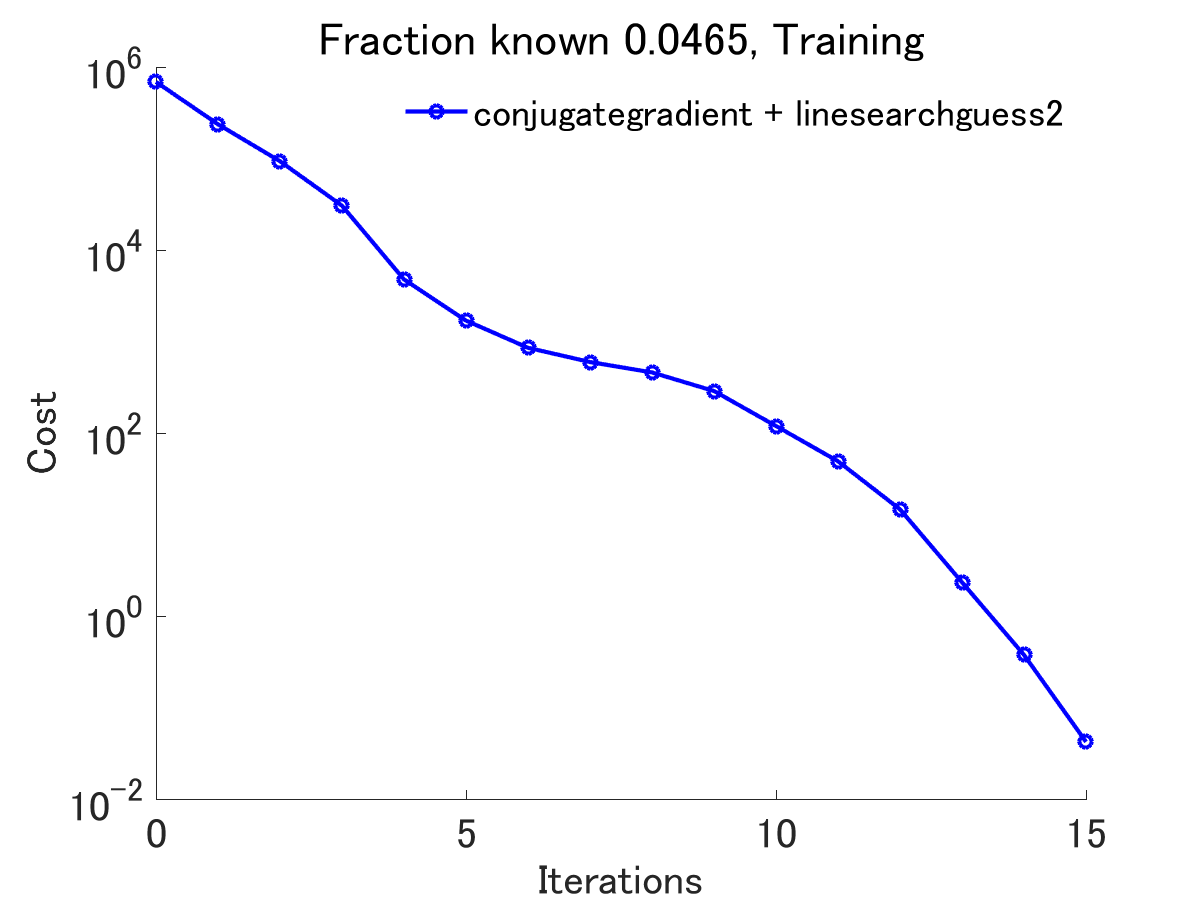 Fraction known 0.0465, Training
conjugategradient + linesearchguess2
10^6
10^4
10^2
10^0
10^-2
Cost
0 5 10 15
Iterations